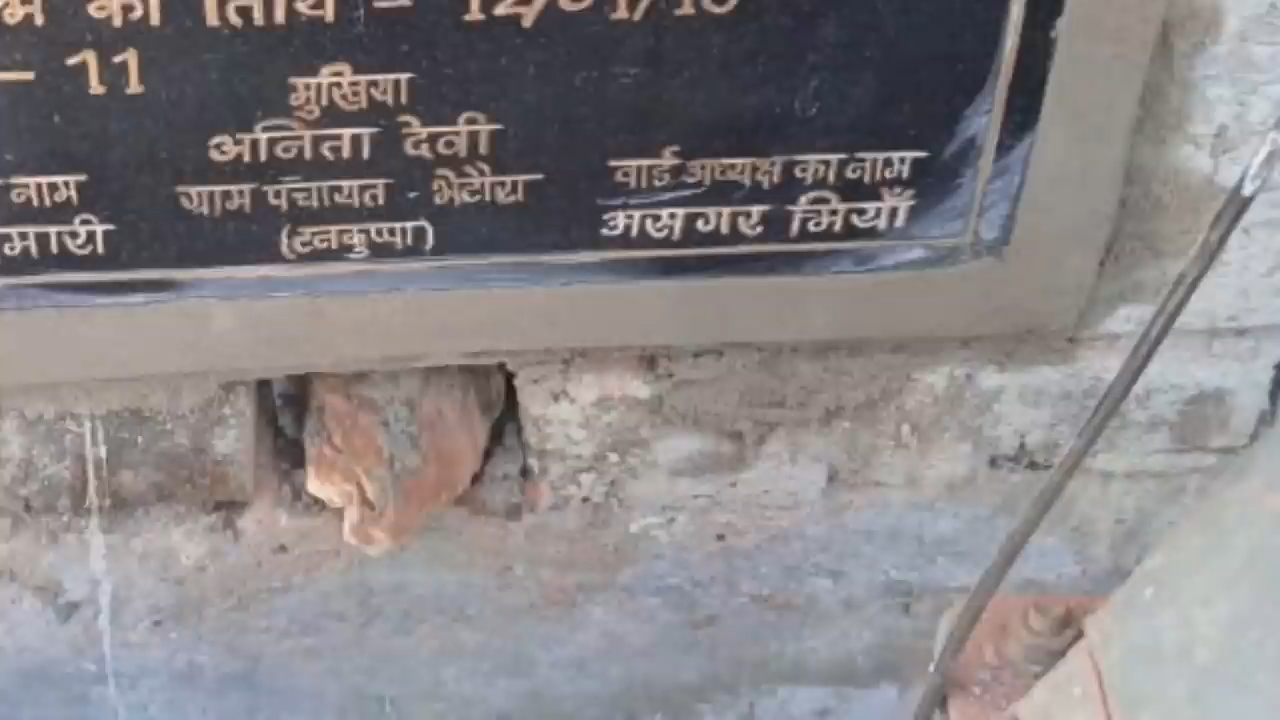 की तिथि -
- 11
मुखिया
अनिता देवी
ग्राम पंचायत - भेटौरा
(टनकुप्पा)
नाम
मारी
वार्ड अध्यक्ष का नाम
असगर मियाँ